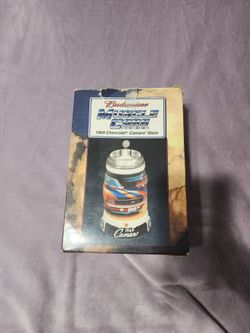 Budweiser
MUSCLE
CARS
1969 Chevrolet Camaro Stein
1969
Camaro